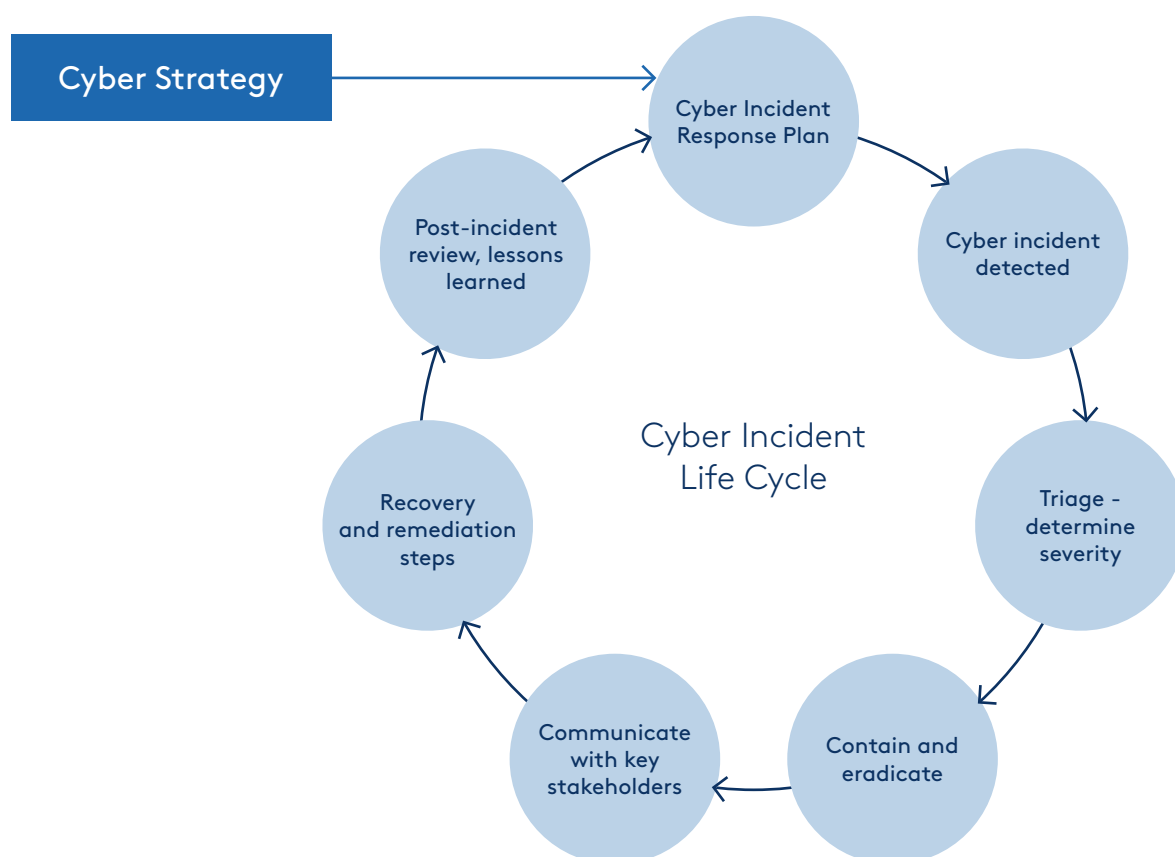 Cyber Strategy
Cyber Incident
Response Plan
Cyber incident
detected
Triage -
determine
severity
Contain and
eradicate
Communicate
with key
stakeholders
Recovery
and remediation
steps
Post-incident
review, lessons
learned
Cyber Incident
Life Cycle